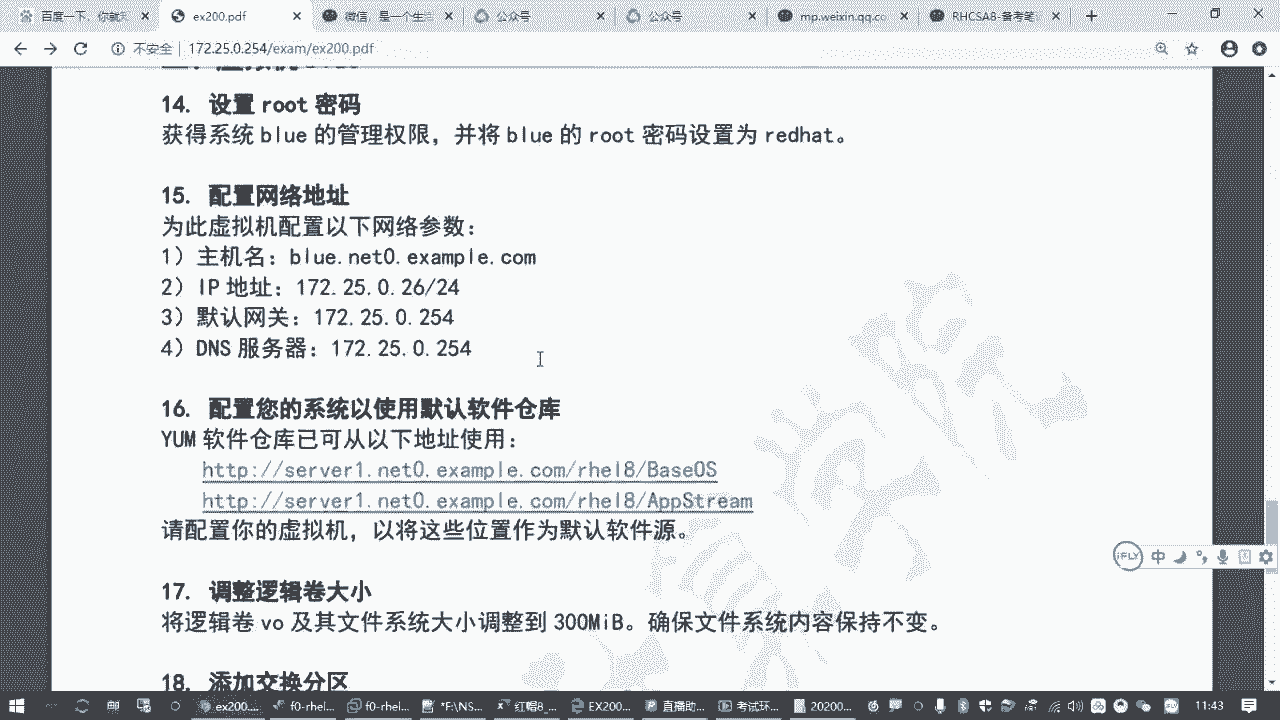 百度一下，你就
ex200.pdf
微信，是一个生
公众号
公众号
mp.weixin.qq.co
RHCSA8-备考笔
不安全 | 172.25.0.254/exam/ex200.pdf
14. 设置 root 密码
获得系统 blue 的管理权限，并将 blue 的 root 密码设置为 redhat。
15. 配置网络地址
为此虚拟机配置以下网络参数：
1）主机名：blue.net0.example.com
2）IP 地址：172.25.0.26/24
3）默认网关：172.25.0.254
4）DNS 服务器：172.25.0.254
16. 配置您的系统以使用默认软件仓库
YUM 软件仓库已可从以下地址使用：
http://server1.net0.example.com/rhel8/BaseOS
http://server1.net0.example.com/rhel8/AppStream
请配置你的虚拟机，以将这些位置作为默认软件源。
17. 调整逻辑卷大小
将逻辑卷 vo 及其文件系统大小调整到 300MiB。确保文件系统内容保持不变。
18. 添加交换分区
iFLY 中
ex200....
f0-rhel...
f0-rhel...
*F:\NS...
红帽8_...
EX200...
直播助...
考试环...
20200...
11:43